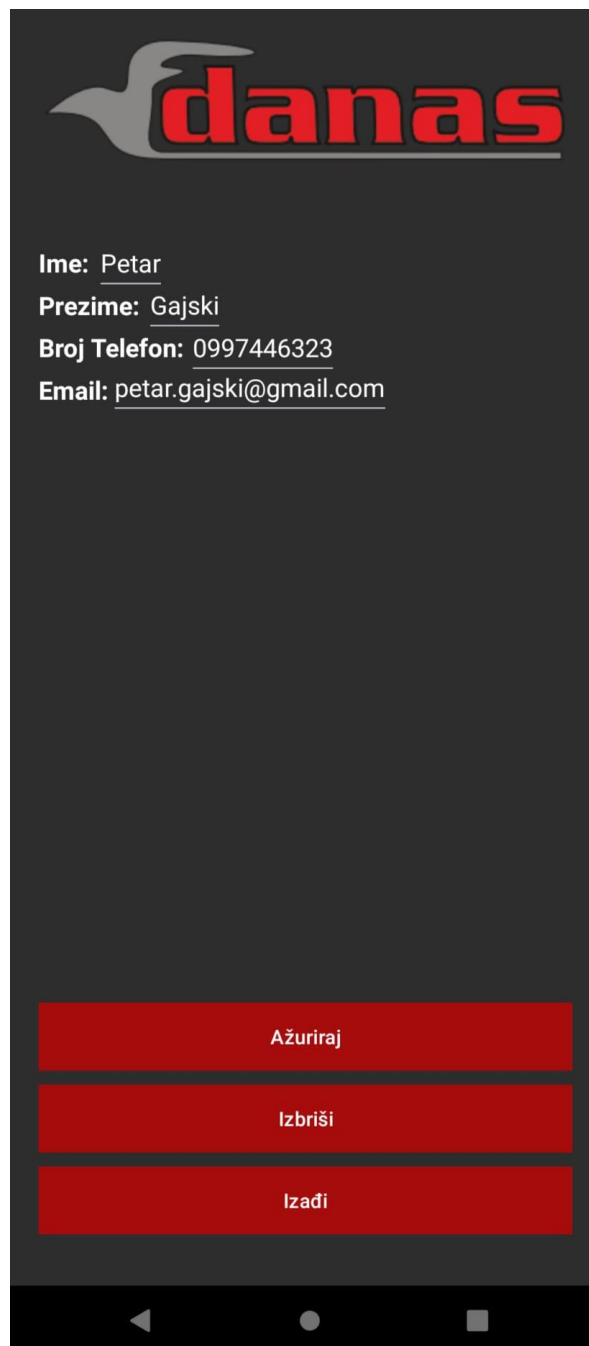 danas
Ime: Petar
Prezime: Gajski
Broj Telefon: 0997446323
Email: petar.gajski@gmail.com
Ažuriraj
Izbriši
Izađi